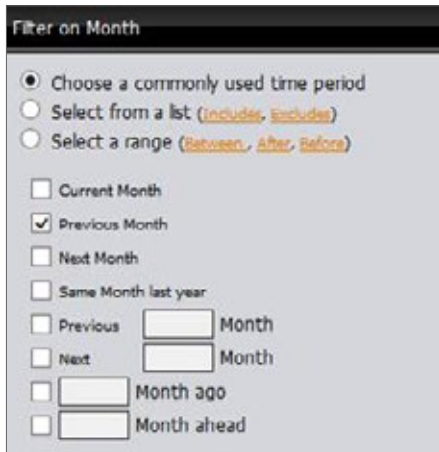 Filter on Month
Choose a commonly used time period
Select from a list (Includes, Excludes)
Select a range (Between , After, Before)
Current Month
Previous Month
Next Month
Same Month last year
Previous Month
Next Month
Month ago
Month ahead